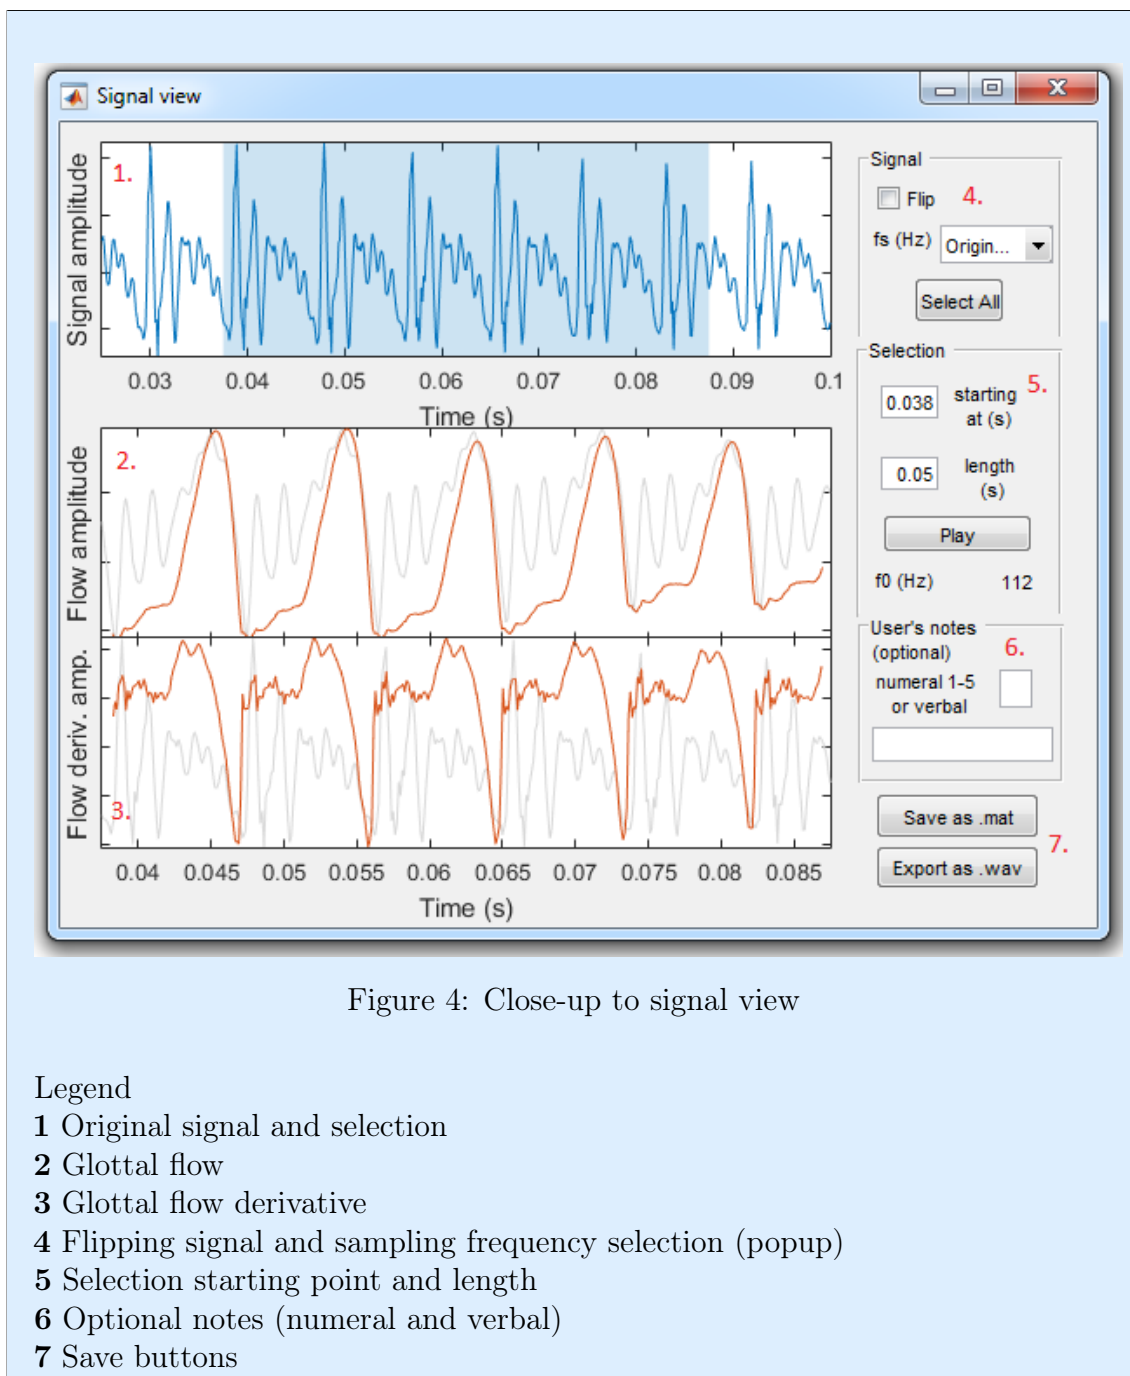 Signal view
1.
Signal amplitude
0.03 0.04 0.05 0.06 0.07 0.08 0.09 0.1
Time (s)
2.
Flow amplitude
3.
Flow deriv. amp.
0.04 0.045 0.05 0.055 0.06 0.065 0.07 0.075 0.08 0.085
Time (s)
Signal
Flip 4.
fs (Hz) Origin...
Select All
Selection
5.
0.038 starting
at (s)
0.05 length
(s)
Play
f0 (Hz) 112
User's notes
(optional) 6.
numeral 1-5
or verbal
Save as .mat
7.
Export as .wav
Figure 4: Close-up to signal view
Legend
1 Original signal and selection
2 Glottal flow
3 Glottal flow derivative
4 Flipping signal and sampling frequency selection (popup)
5 Selection starting point and length
6 Optional notes (numeral and verbal)
7 Save buttons